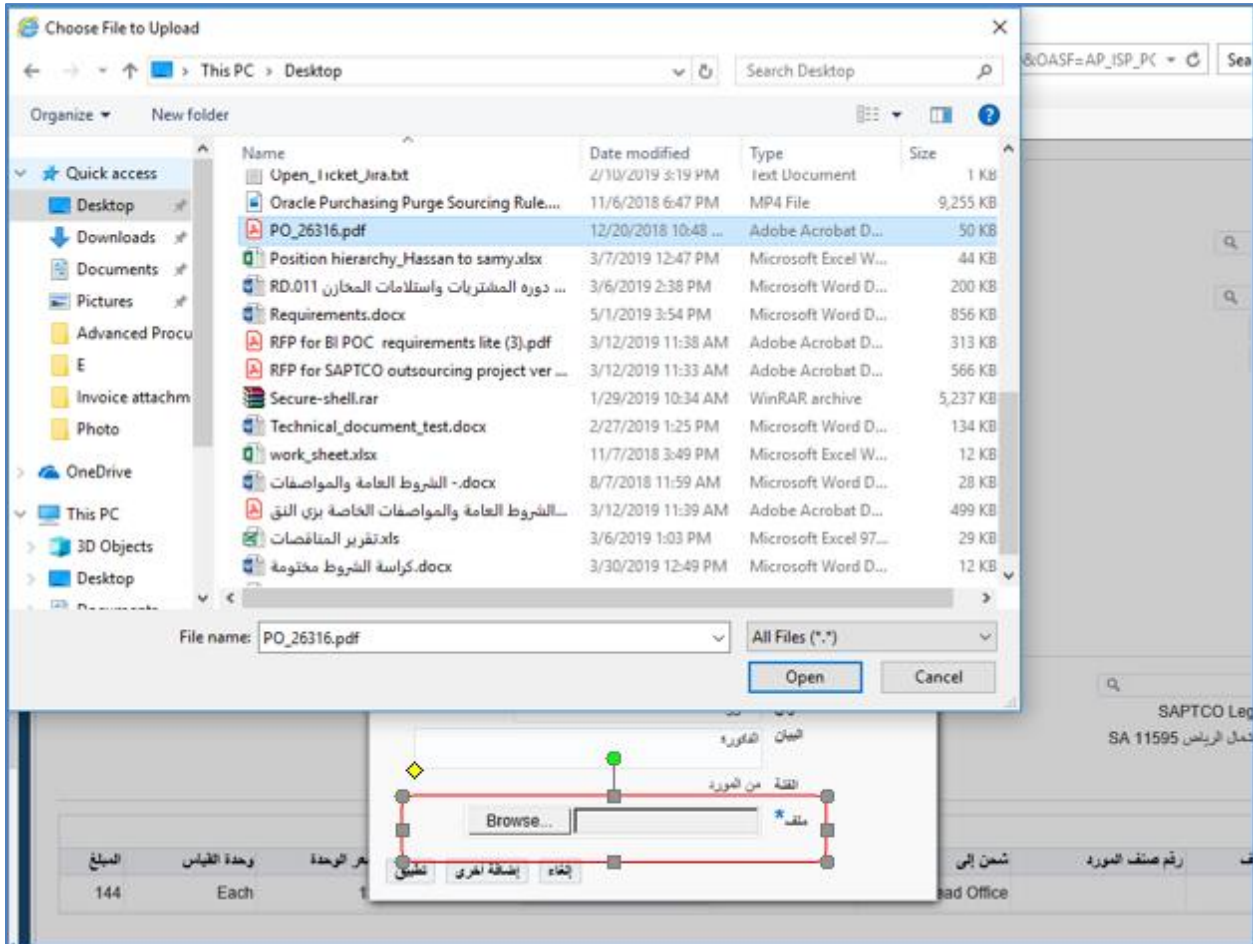 Choose File to Upload
This PC > Desktop
Search Desktop
&OASF=AP_ISP_P(
Sea
Organize
New folder
Name Date modified Type Size
Quick access
Desktop
Downloads
Documents
Pictures
Advanced Procu
E
Invoice attachm
Photo
OneDrive
This PC
3D Objects
Desktop
Documents
Open_Ticket_Jira.txt 2/10/2019 3:19 PM Text Document 1 KB
Oracle Purchasing Purge Sourcing Rule.... 11/6/2018 6:47 PM MP4 File 9,255 KB
PO_26316.pdf 12/20/2018 10:48 ... Adobe Acrobat D... 50 KB
Position hierarchy_Hassan to samy.xlsx 3/7/2019 12:47 PM Microsoft Excel W... 44 KB
RD.011 دوره المشتريات واستلامات المخازن ... 3/6/2019 2:38 PM Microsoft Word D... 200 KB
Requirements.docx 5/1/2019 3:54 PM Microsoft Word D... 856 KB
RFP for BI POC requirements lite (3).pdf 3/12/2019 11:38 AM Adobe Acrobat D... 313 KB
RFP for SAPTCO outsourcing project ver ... 3/12/2019 11:33 AM Adobe Acrobat D... 566 KB
Secure-shell.rar 1/29/2019 10:34 AM WinRAR archive 5,237 KB
Technical_document_test.docx 2/27/2019 1:25 PM Microsoft Word D... 134 KB
work_sheet.xlsx 11/7/2018 3:49 PM Microsoft Excel W... 12 KB
الشروط العامة والمواصفات -.docx 8/7/2018 11:59 AM Microsoft Word D... 28 KB
الشروط العامة والمواصفات الخاصة بزي النق... 3/12/2019 11:39 AM Adobe Acrobat D... 499 KB
تقرير المناقصات.xls 3/6/2019 1:03 PM Microsoft Excel 97... 29 KB
كراسة الشروط مختومة.docx 3/30/2019 12:49 PM Microsoft Word D... 12 KB
File name: PO_26316.pdf
All Files (*.*)
Open
Cancel
SAPTCO Leg
شمال الرياض SA 11595
البيان الفاتورة
الفئة من المورد
*ملف
Browse...
إلغاء إضافة أخرى تطبيق
رقم صنف المورد شحن إلى عر الوحدة وحدة القياس المبلغ
ead Office 1 Each 144